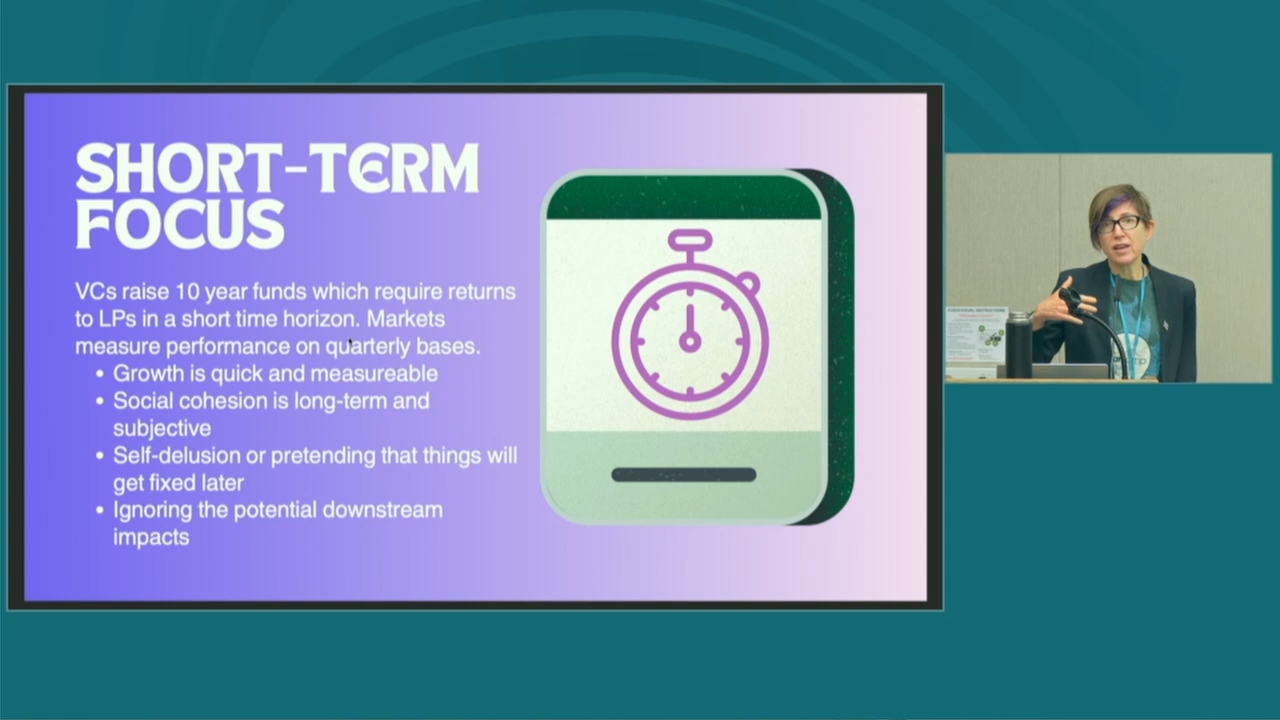 SHORT-TERM
FOCUS
VCs raise 10 year funds which require returns
to LPs in a short time horizon. Markets
measure performance on quarterly bases.
• Growth is quick and measureable
• Social cohesion is long-term and
subjective
• Self-delusion or pretending that things will
get fixed later
• Ignoring the potential downstream
impacts